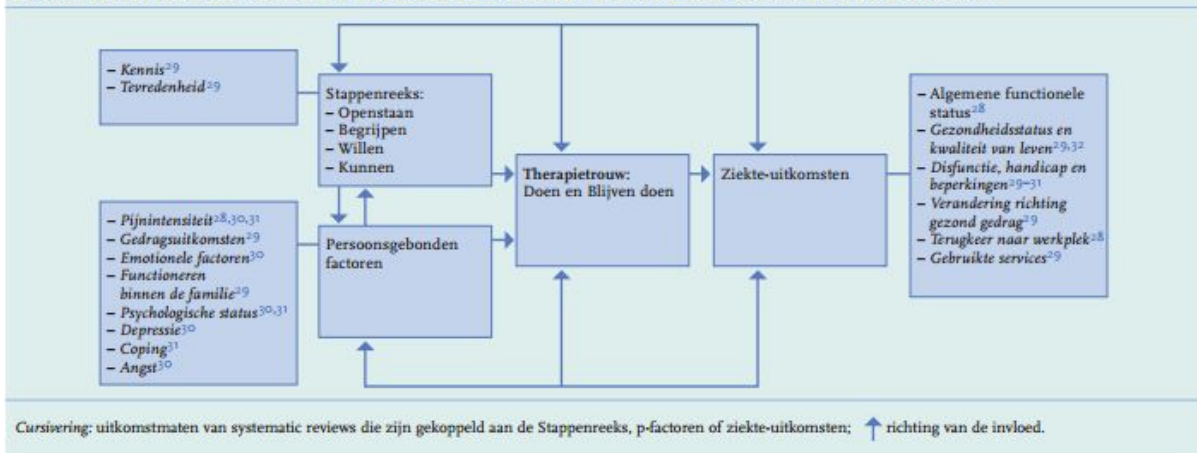 – Kennis29
– Tevredenheid29
Stappenreeks:
– Openstaan
– Begrijpen
– Willen
– Kunnen
– Pijnintensiteit28,30,31
– Gedragsuitkomsten29
– Emotionele factoren30
– Functioneren
binnen de familie29
– Psychologische status30,31
– Depressie30
– Coping31
– Angst30
Persoonsgebonden
factoren
Therapietrouw:
Doen en Blijven doen
Ziekte-uitkomsten
– Algemene functionele
status28
– Gezondheidsstatus en
kwaliteit van leven29,32
– Disfunctie, handicap en
beperkingen29–31
– Verandering richting
gezond gedrag29
– Terugkeer naar werkplek28
– Gebruikte services29
Cursivering: uitkomstmaten van systematic reviews die zijn gekoppeld aan de Stappenreeks, p-factoren of ziekte-uitkomsten; richting van de invloed.